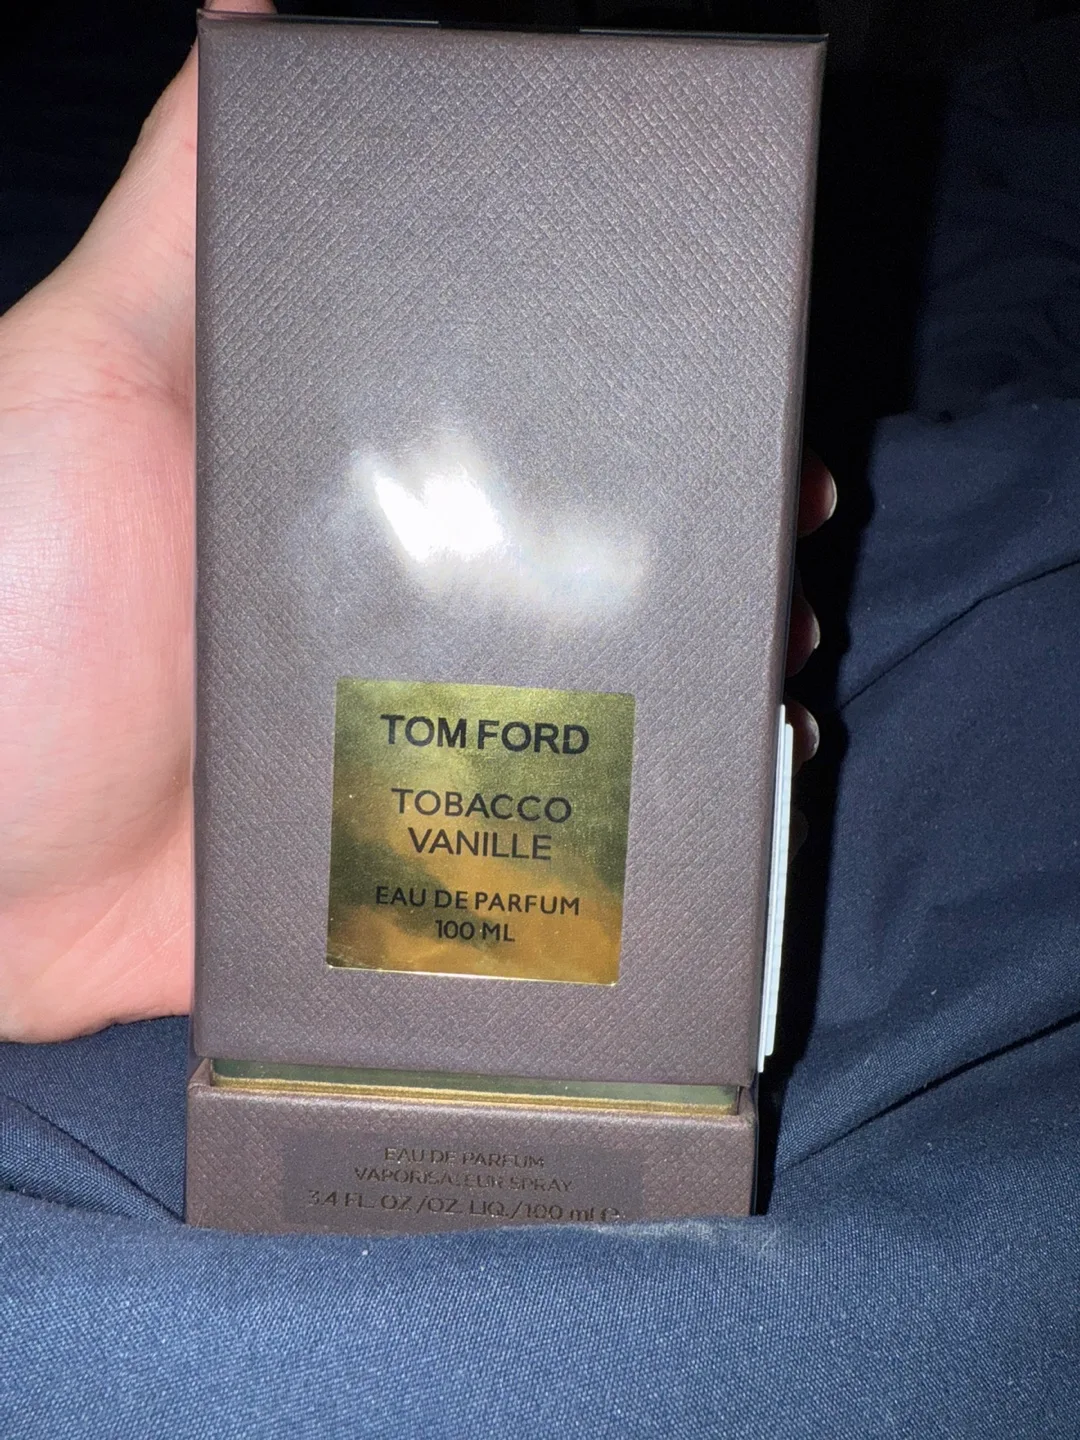 TOM FORD
TOBACCO
VANILLE
EAU DE PARFUM
100 ML
EAU DE PARFUM
VAPORISATEUR SPRAY
3.4 FL. OZ./OZ. LIQ./100 ml ℮